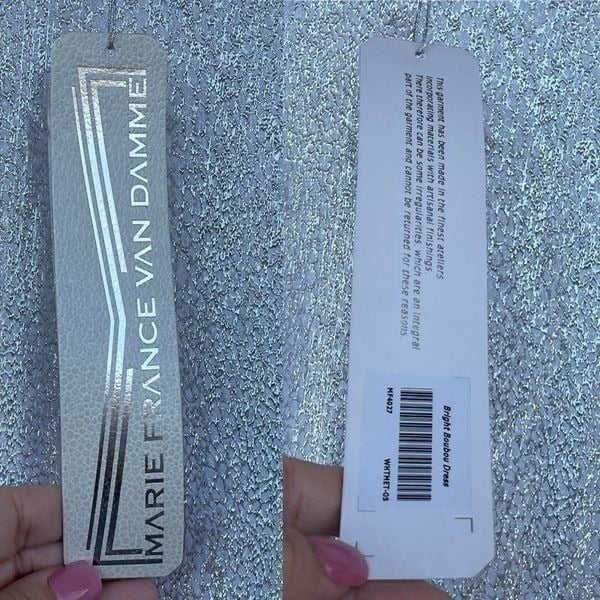 MARIE FRANCE VAN DAMME
This garment has been made in the finest ateliers
incorporating materials with artisanal finishings.
There therefore can be some irregularities which are an integral
part of the garment and cannot be returned for these reasons.
Bright Boubou Dress
MF4027
WHTMET-OS